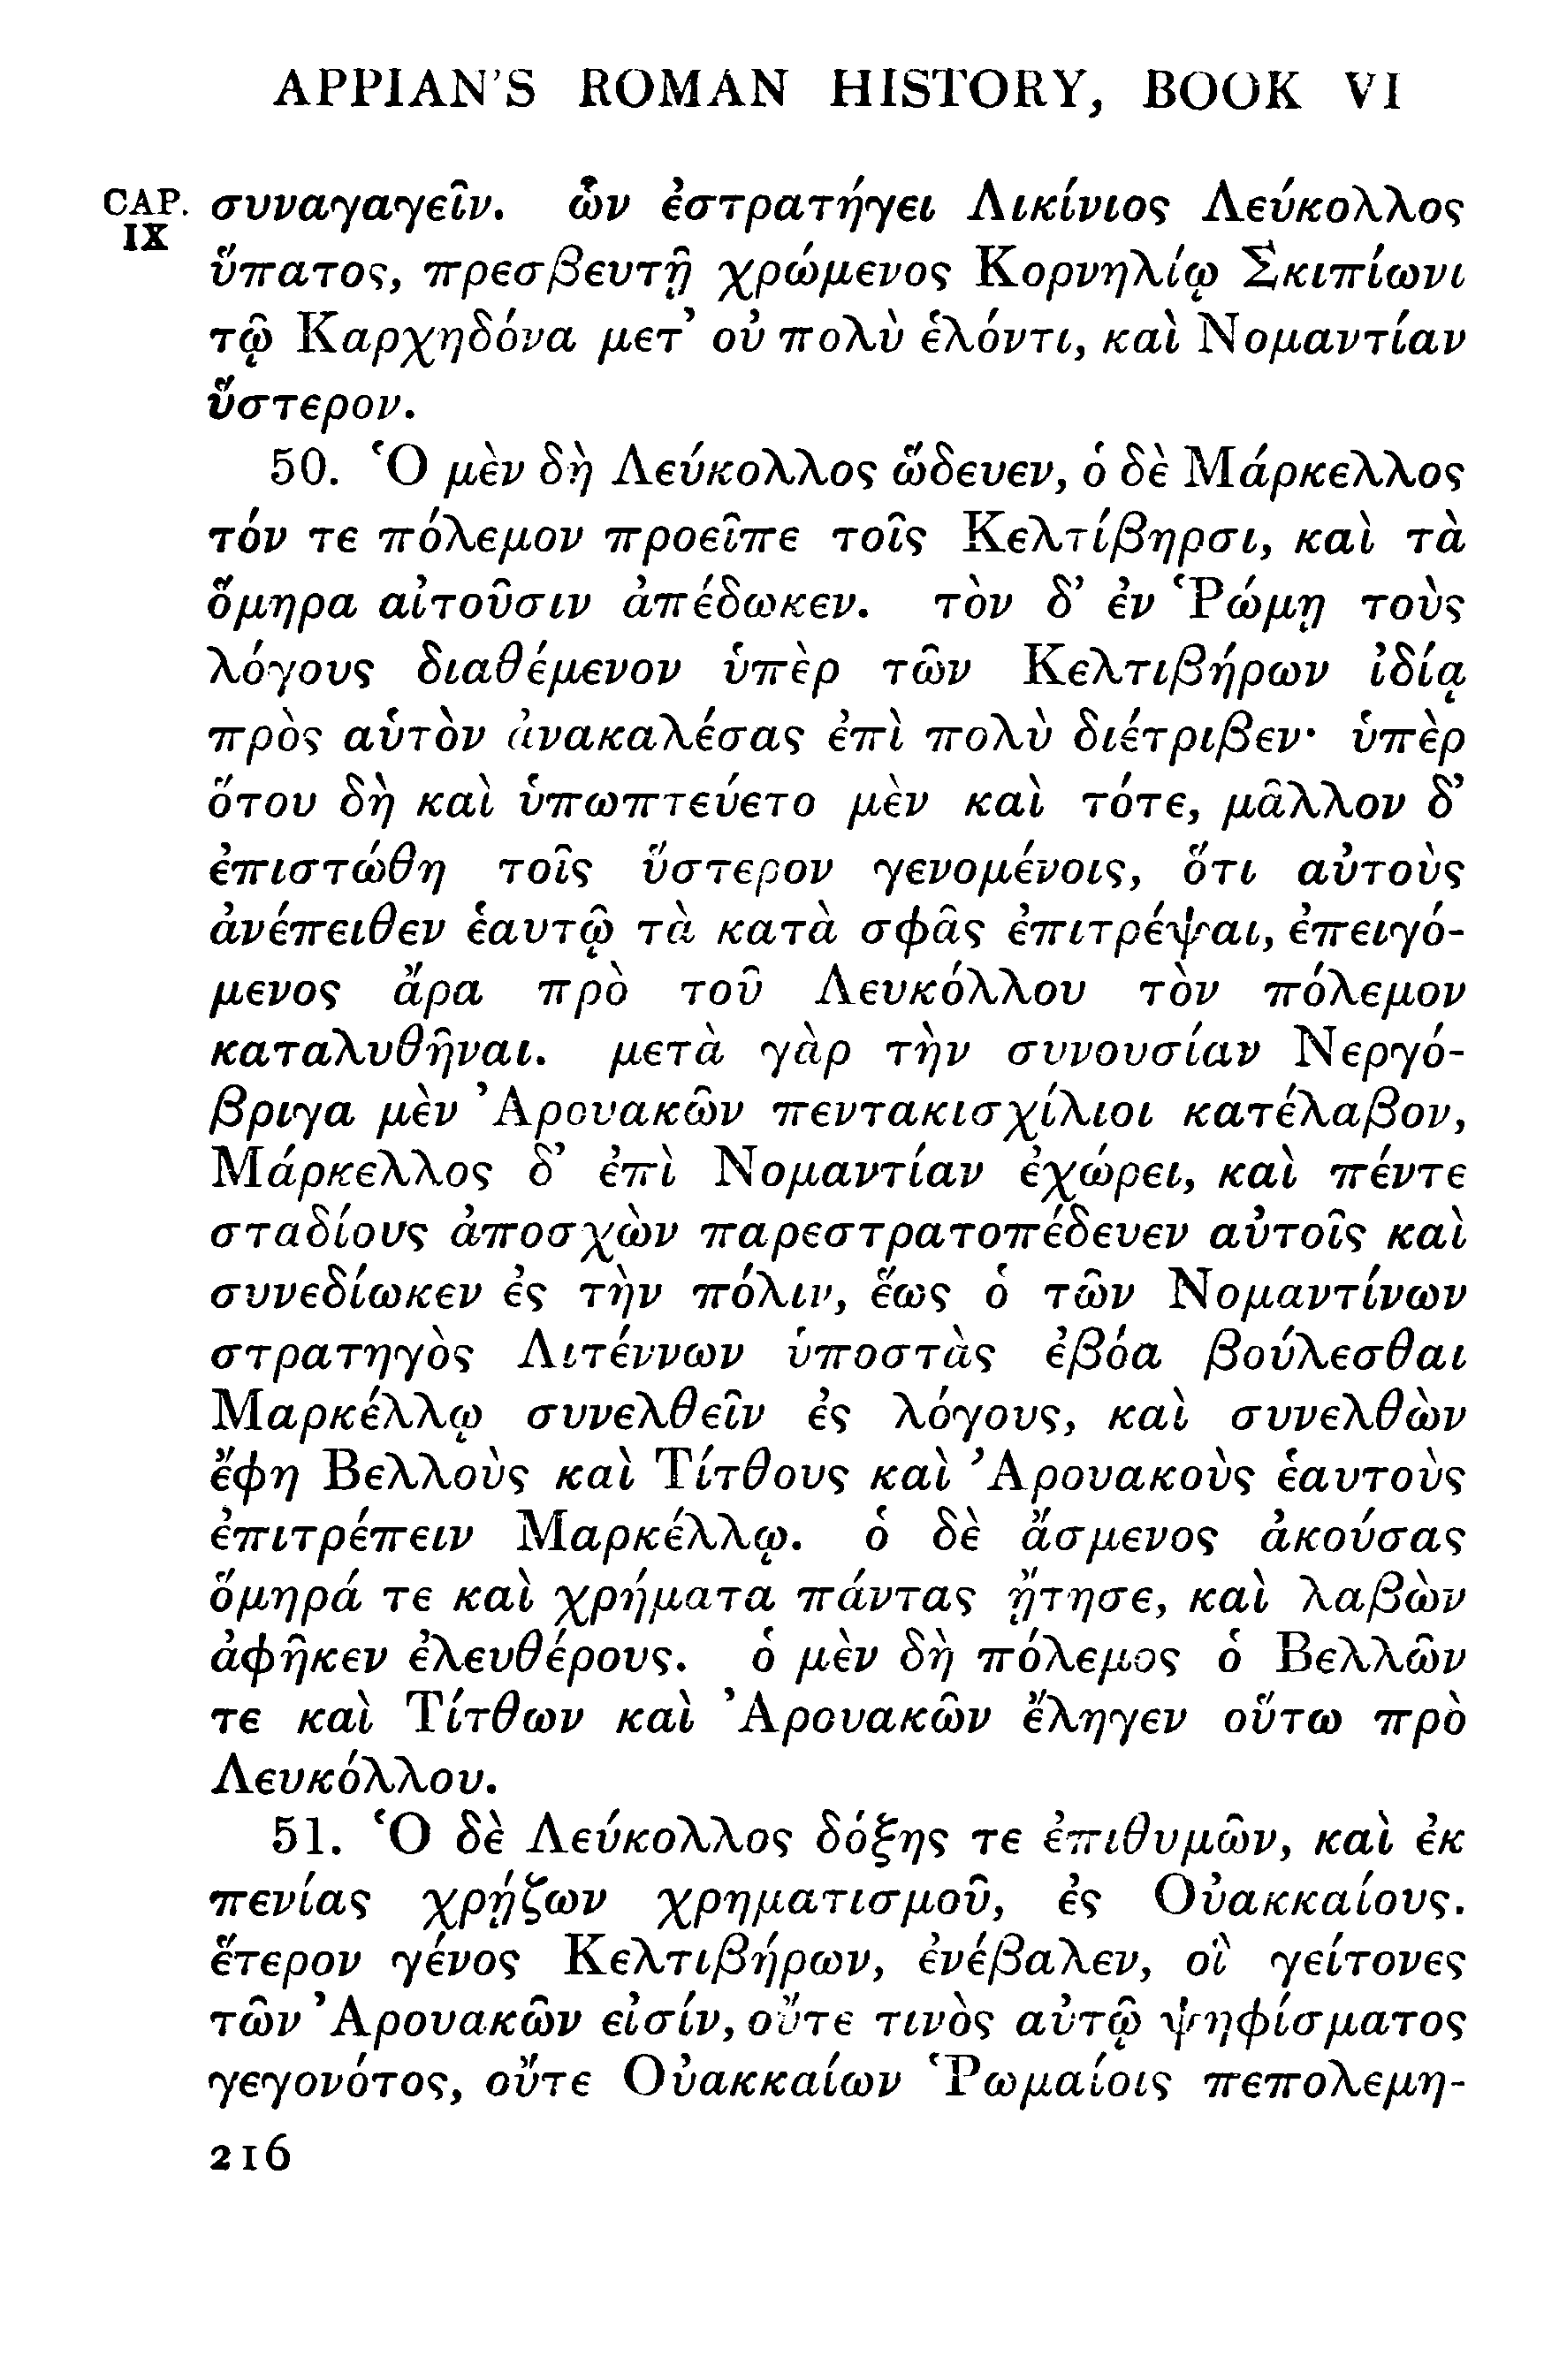 APPIAN'S ROMAN HISTORY, BOOK VI
CAP. IX συναγαγεῖν. ὧν ἐστρατήγει Λικίνιος Λεύκολλος
ὕπατος, πρεσβευτῇ χρώμενος Κορνηλίῳ Σκιπίωνι
τῷ Καρχηδόνα μετ' οὐ πολὺ ἑλόντι, καὶ Νομαντίαν
ὕστερον.
50. Ὁ μὲν δὴ Λεύκολλος ὥδευεν, ὁ δὲ Μάρκελλος
τόν τε πόλεμον προεῖπε τοῖς Κελτίβηρσι, καὶ τὰ
ὅμηρα αἰτοῦσιν ἀπέδωκεν. τὸν δ' ἐν Ῥώμῃ τοὺς
λόγους διαθέμενον ὑπὲρ τῶν Κελτιβήρων ἰδίᾳ
πρὸς αὑτὸν ἀνακαλέσας ἐπὶ πολὺ διέτριβεν· ὑπὲρ
ὅτου δὴ καὶ ὑπωπτεύετο μὲν καὶ τότε, μᾶλλον δ'
ἐπιστώθη τοῖς ὕστερον γενομένοις, ὅτι αὐτοὺς
ἀνέπειθεν ἑαυτῷ τὰ κατὰ σφᾶς ἐπιτρέψαι, ἐπειγό-
μενος ἄρα πρὸ τοῦ Λευκόλλου τὸν πόλεμον
καταλυθῆναι. μετὰ γὰρ τὴν συνουσίαν Νεργό-
βριγα μὲν Ἀρουακῶν πεντακισχίλιοι κατέλαβον,
Μάρκελλος δ' ἐπὶ Νομαντίαν ἐχώρει, καὶ πέντε
σταδίους ἀποσχὼν παρεστρατοπέδευεν αὐτοῖς καὶ
συνεδίωκεν ἐς τὴν πόλιν, ἕως ὁ τῶν Νομαντίνων
στρατηγὸς Λιτέννων ὑποστὰς ἐβόα βούλεσθαι
Μαρκέλλῳ συνελθεῖν ἐς λόγους, καὶ συνελθὼν
ἔφη Βελλοὺς καὶ Τίτθους καὶ Ἀρουακοὺς ἑαυτοὺς
ἐπιτρέπειν Μαρκέλλῳ. ὁ δὲ ἄσμενος ἀκούσας
ὅμηρά τε καὶ χρήματα πάντας ᾔτησε, καὶ λαβὼν
ἀφῆκεν ἐλευθέρους. ὁ μὲν δὴ πόλεμος ὁ Βελλῶν
τε καὶ Τίτθων καὶ Ἀρουακῶν ἔληγεν οὕτω πρὸ
Λευκόλλου.
51. Ὁ δὲ Λεύκολλος δόξης τε ἐπιθυμῶν, καὶ ἐκ
πενίας χρῄζων χρηματισμοῦ, ἐς Οὐακκαίους.
ἕτερον γένος Κελτιβήρων, ἐνέβαλεν, οἳ γείτονες
τῶν Ἀρουακῶν εἰσίν, οὔτε τινὸς αὐτῷ ψηφίσματος
γεγονότος, οὔτε Οὐακκαίων Ῥωμαίοις πεπολεμη-
216